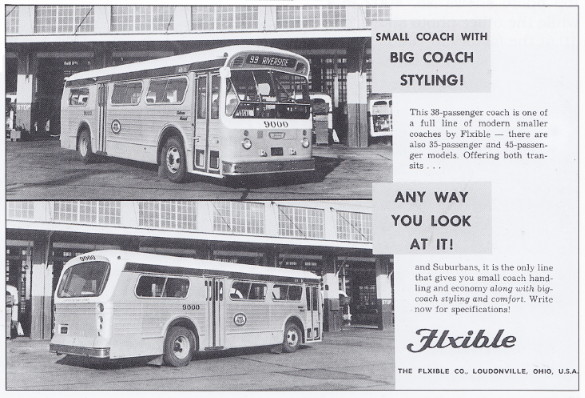 SMALL COACH WITH
BIG COACH
STYLING!
99 RIVERSIDE
9000
This 38-passenger coach is one of
a full line of modern smaller
coaches by Flxible — there are
also 35-passenger and 45-passen-
ger models. Offering both tran-
sits . . .
ANY WAY
YOU LOOK
AT IT!
9000
9000
and Suburbans, it is the only line
that gives you small coach hand-
ling and economy along with big-
coach styling and comfort. Write
now for specifications!
Flxible
THE FLXIBLE CO., LOUDONVILLE, OHIO, U.S.A.